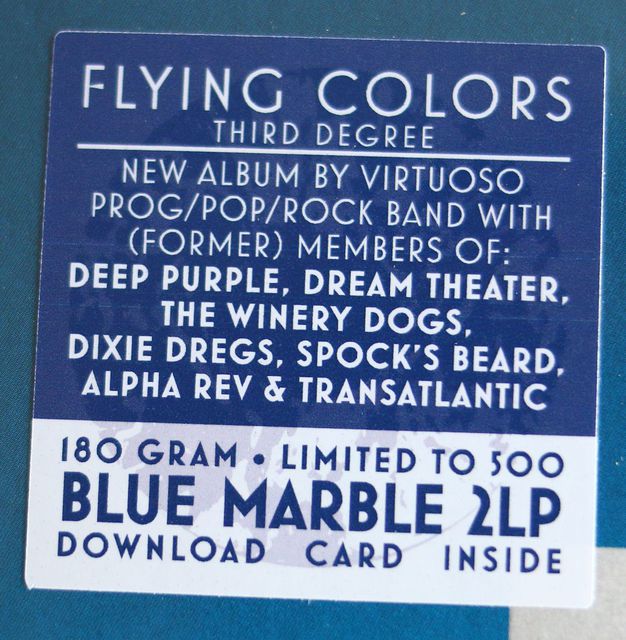 FLYING COLORS
THIRD DEGREE
NEW ALBUM BY VIRTUOSO
PROG/POP/ROCK BAND WITH
(FORMER) MEMBERS OF:
DEEP PURPLE, DREAM THEATER,
THE WINERY DOGS,
DIXIE DREGS, SPOCK'S BEARD,
ALPHA REV & TRANSATLANTIC
180 GRAM • LIMITED TO 500
BLUE MARBLE 2LP
DOWNLOAD CARD INSIDE